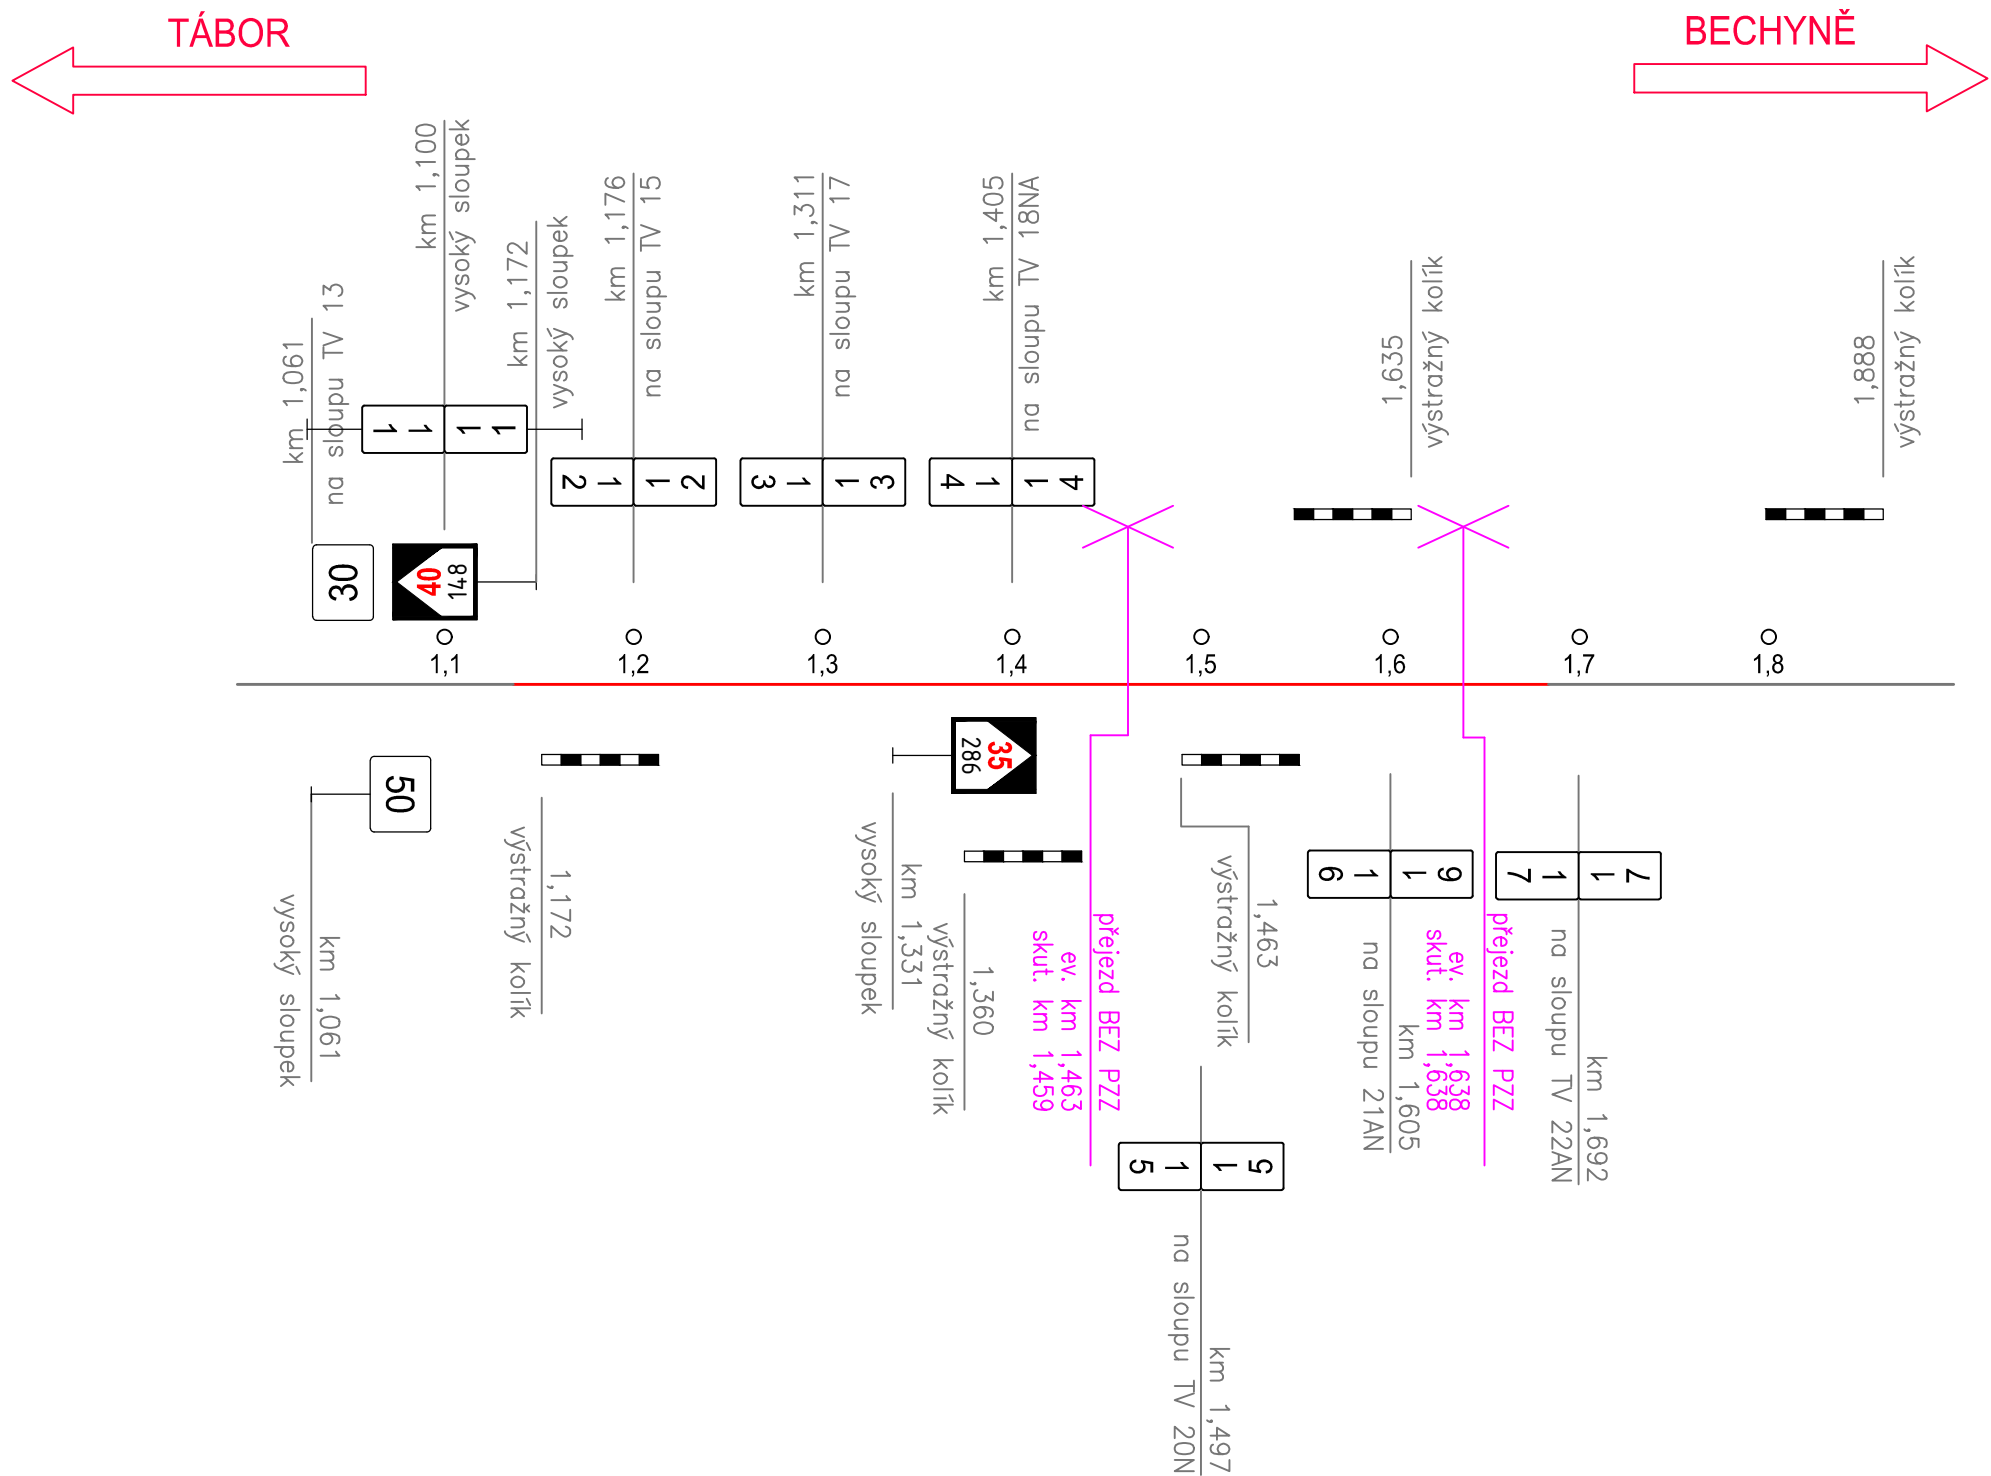 TÁBOR
BECHYNĚ
km 1,061
na sloupu TV 13
km 1,100
vysoký sloupek
km 1,172
vysoký sloupek
km 1,176
na sloupu TV 15
km 1,311
na sloupu TV 17
km 1,405
na sloupu TV 18NA
1,635
výstražný kolík
1,888
výstražný kolík
1 1
1 1
1 2
1 2
1 3
1 3
1 4
1 4
30
40
148
1,1
1,2
1,3
1,4
1,5
1,6
1,7
1,8
50
km 1,061
vysoký sloupek
1,172
výstražný kolík
35
286
km 1,331
vysoký sloupek
1,360
výstražný kolík
přejezd BEZ PZZ
ev. km 1,463
skut. km 1,459
1,463
výstražný kolík
1 5
1 5
km 1,497
na sloupu TV 20N
1 6
1 6
km 1,605
na sloupu 21AN
přejezd BEZ PZZ
ev. km 1,638
skut. km 1,638
1 7
1 7
km 1,692
na sloupu TV 22AN